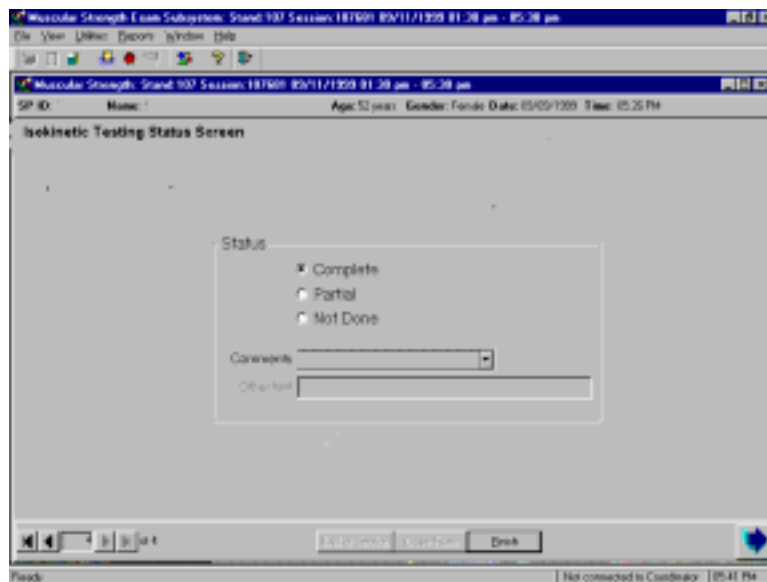 Muscular Strength Exam Subsystem: Stand:107 Session:107601 09/11/1999 01:30 pm - 05:30 pm
File View Utilities Reports Window Help
Muscular Strength: Stand:107 Session:107601 09/11/1999 01:30 pm - 05:30 pm
SP ID: Name: Age: 52 years Gender: Female Date: 09/09/1999 Time: 05:26 PM
Isokinetic Testing Status Screen
Status
Complete
Partial
Not Done
Comments
Other text
4 of 4
Finish
Ready Not connected to Coordinator 05:41 PM